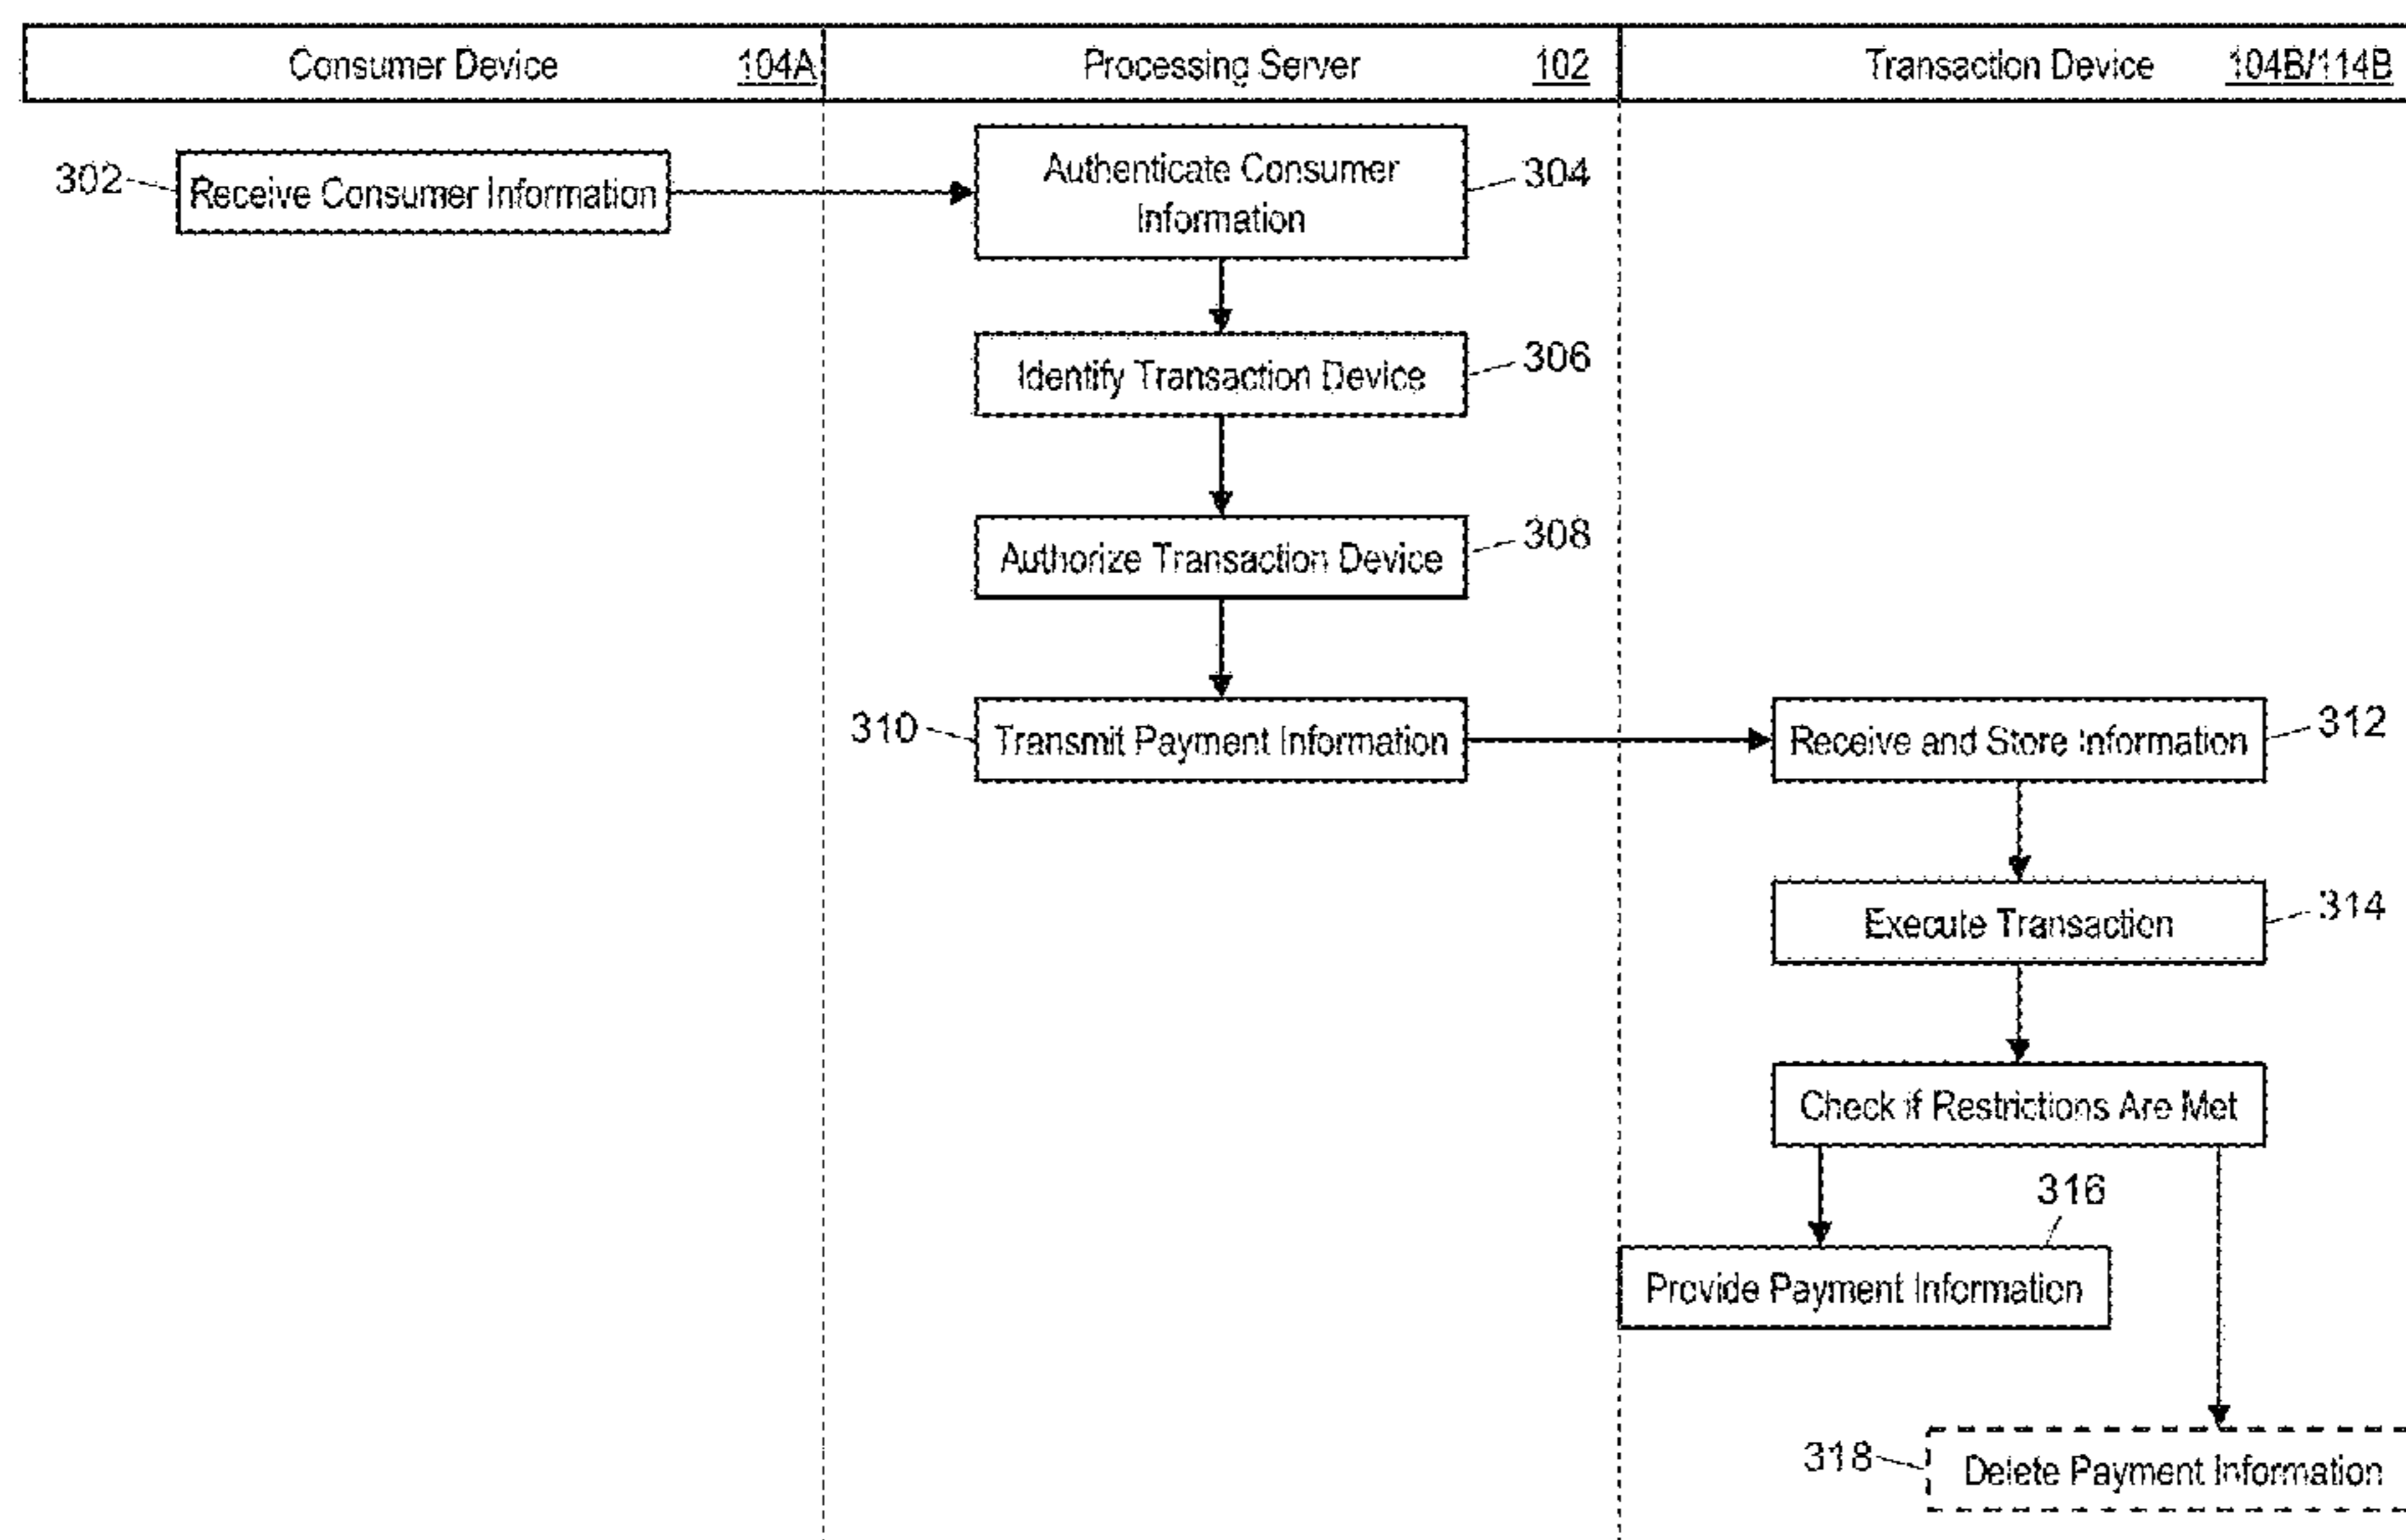 Consumer Device 104A Processing Server 102 Transaction Device 104B/114B
302 Receive Consumer Information
Authenticate Consumer
Information
304
Identify Transaction Device 306
Authorize Transaction Device 308
310 Transmit Payment Information Receive and Store Information 312
Execute Transaction 314
Check if Restrictions Are Met
316
Provide Payment Information
318 Delete Payment Information